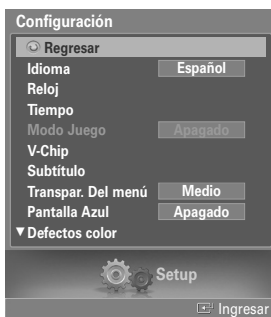 Configuración
Regresar
Idioma Español
Reloj
Tiempo
Modo Juego Apagado
V-Chip
Subtítulo
Transpar. Del menú Medio
Pantalla Azul Apagado
▼Defectos color
Setup
Ingresar